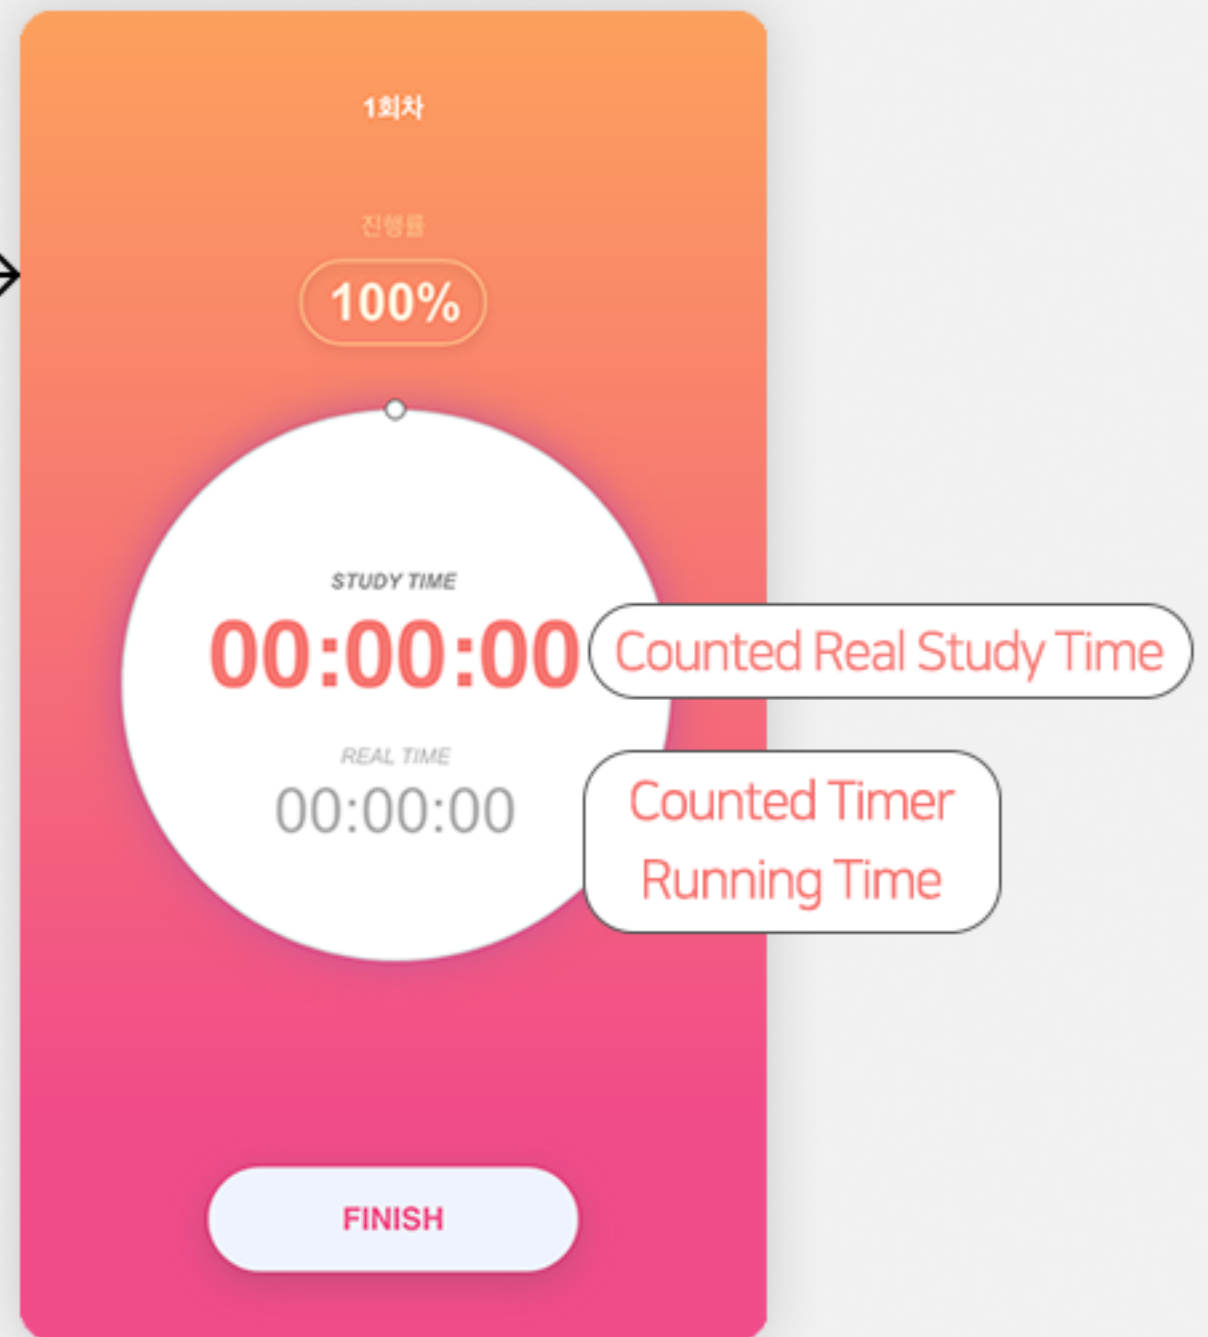 1회차
진행률
100%
STUDY TIME
00:00:00
Counted Real Study Time
REAL TIME
00:00:00
Counted Timer
Running Time
FINISH